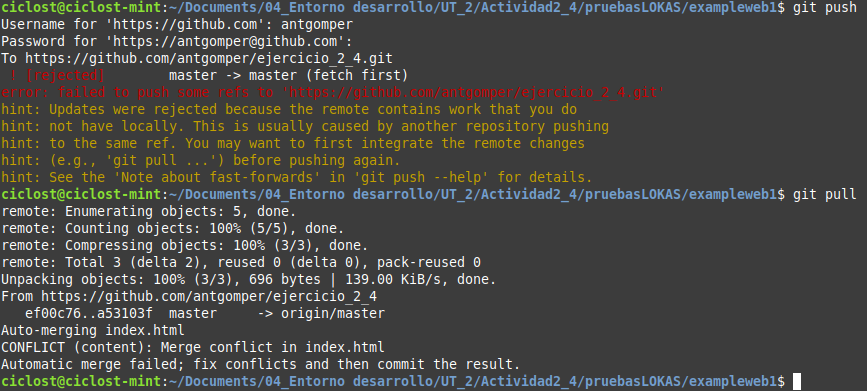 ciclost@ciclost-mint:~/Documents/04_Entorno desarrollo/UT_2/Actividad2_4/pruebasLOKAS/exampleweb1$ git push
Username for 'https://github.com': antgomper
Password for 'https://antgomper@github.com':
To https://github.com/antgomper/ejercicio_2_4.git
 ! [rejected]        master -> master (fetch first)
error: failed to push some refs to 'https://github.com/antgomper/ejercicio_2_4.git'
hint: Updates were rejected because the remote contains work that you do
hint: not have locally. This is usually caused by another repository pushing
hint: to the same ref. You may want to first integrate the remote changes
hint: (e.g., 'git pull ...') before pushing again.
hint: See the 'Note about fast-forwards' in 'git push --help' for details.
ciclost@ciclost-mint:~/Documents/04_Entorno desarrollo/UT_2/Actividad2_4/pruebasLOKAS/exampleweb1$ git pull
remote: Enumerating objects: 5, done.
remote: Counting objects: 100% (5/5), done.
remote: Compressing objects: 100% (3/3), done.
remote: Total 3 (delta 2), reused 0 (delta 0), pack-reused 0
Unpacking objects: 100% (3/3), 696 bytes | 139.00 KiB/s, done.
From https://github.com/antgomper/ejercicio_2_4
   ef00c76..a53103f  master     -> origin/master
Auto-merging index.html
CONFLICT (content): Merge conflict in index.html
Automatic merge failed; fix conflicts and then commit the result.
ciclost@ciclost-mint:~/Documents/04_Entorno desarrollo/UT_2/Actividad2_4/pruebasLOKAS/exampleweb1$